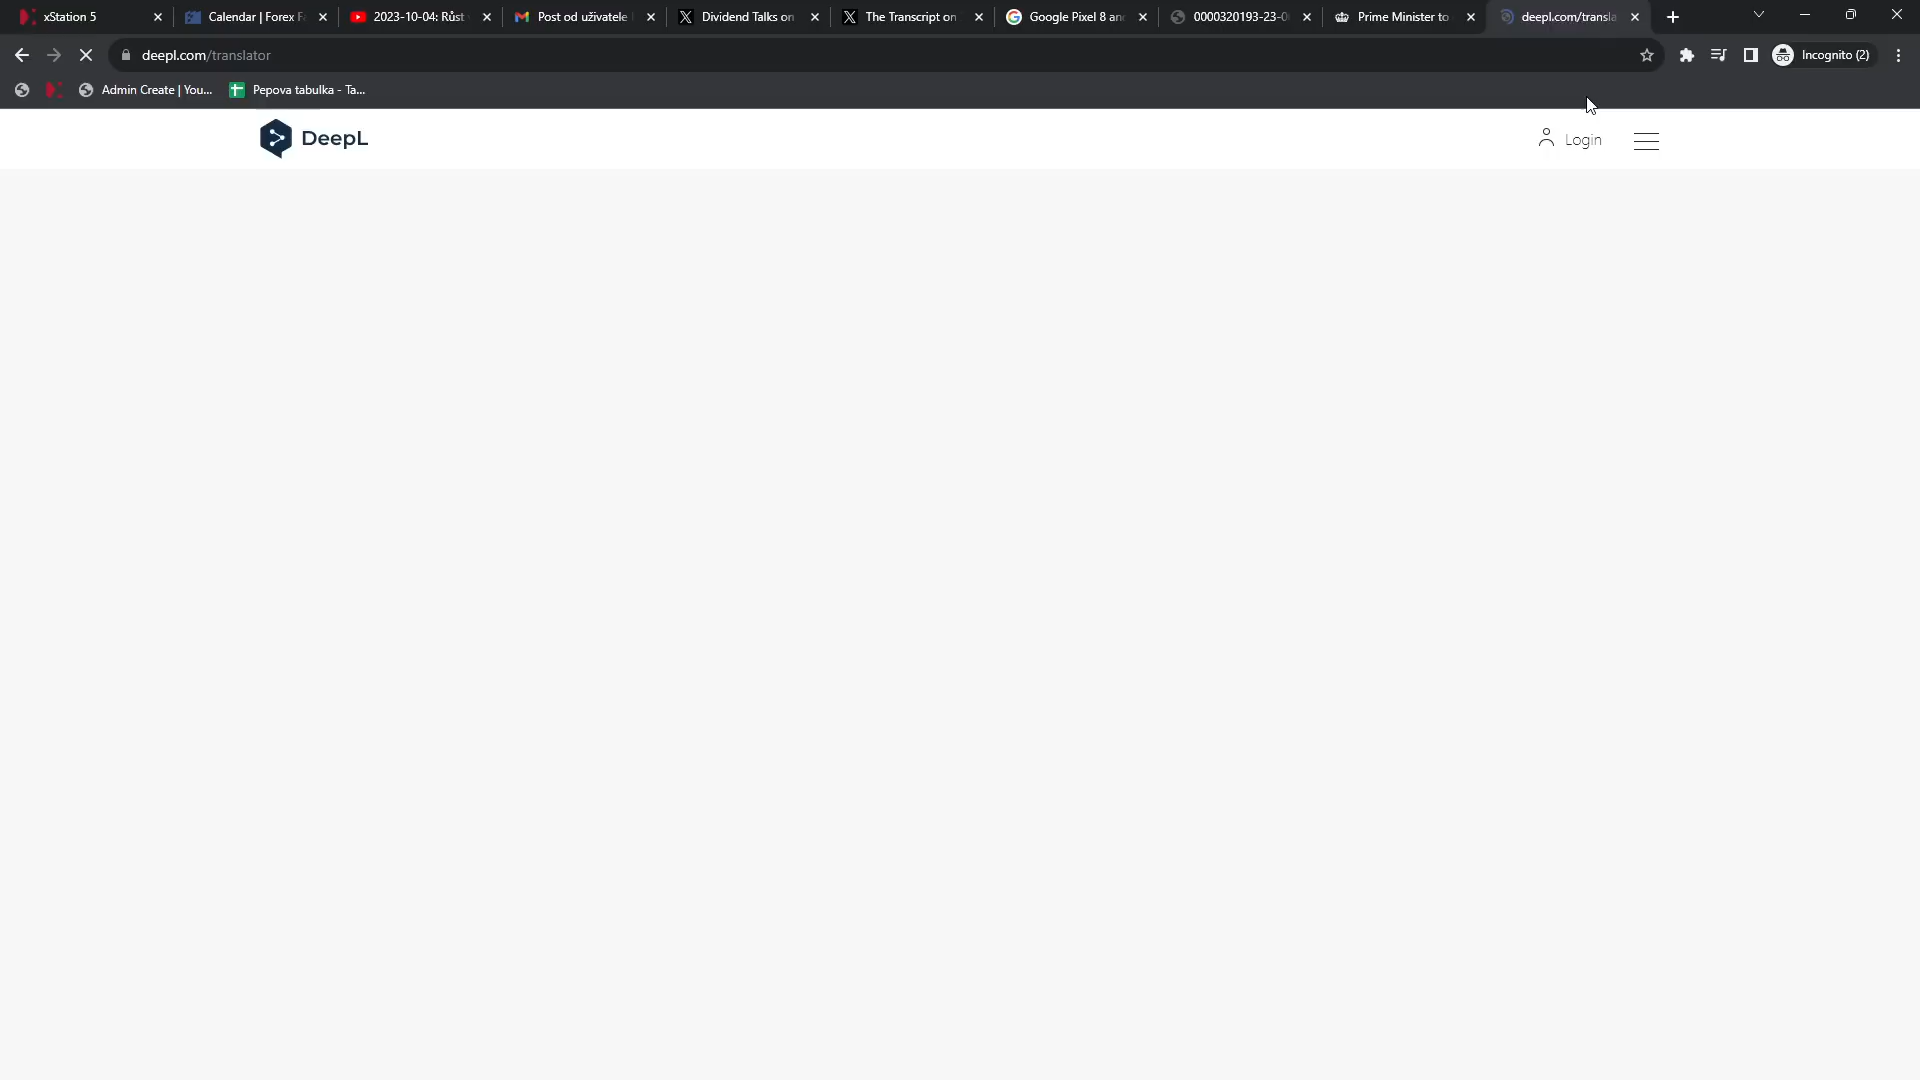 xStation 5
Calendar | Forex F
2023-10-04: Růst
Post od uživatele
Dividend Talks on
The Transcript on
Google Pixel 8 an
0000320193-23-0
Prime Minister to
deepl.com/transla
deepl.com/translator
Incognito (2)
Admin Create | You...
Pepova tabulka - Ta...
DeepL
Login